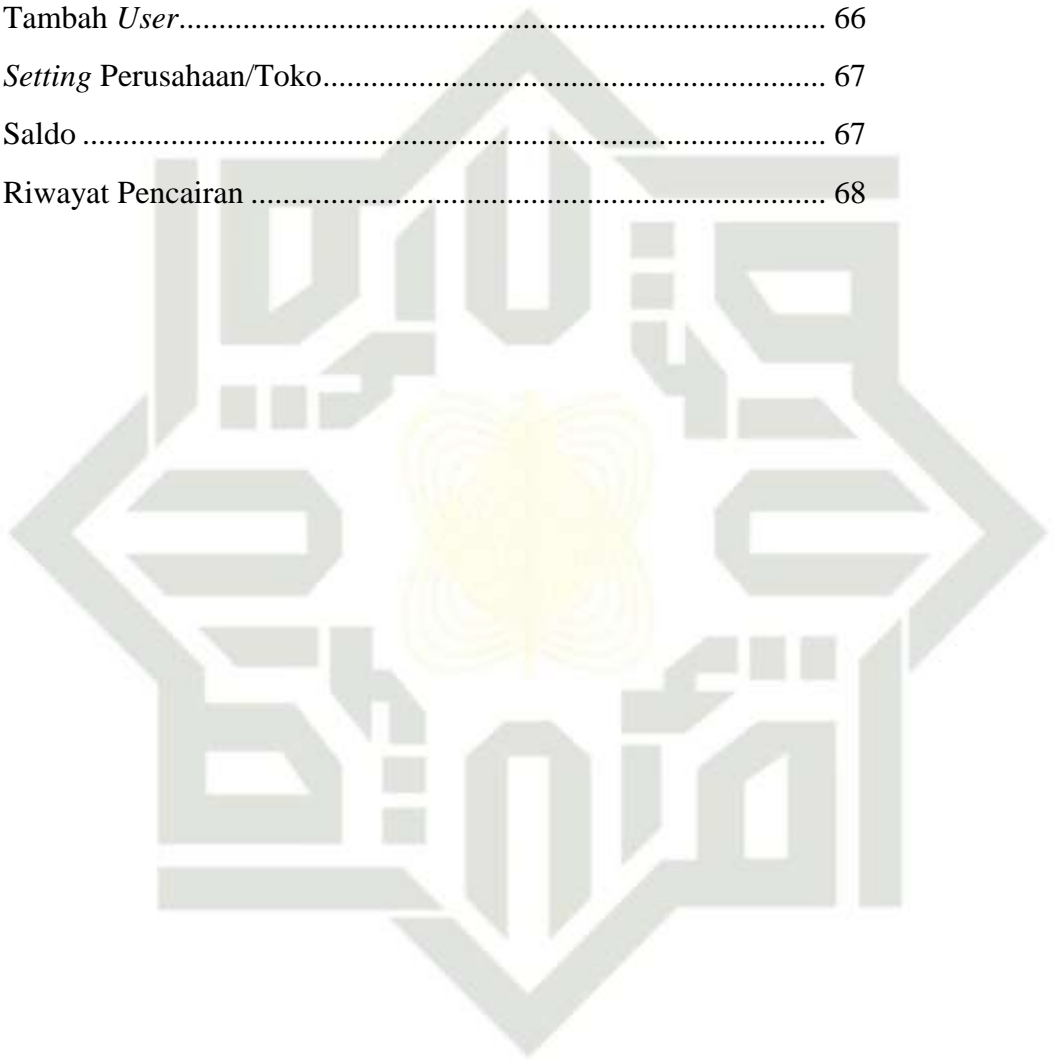 Tambah User................................................................................. 66
Setting Perusahaan/Toko............................................................... 67
Saldo ............................................................................................. 67
Riwayat Pencairan ........................................................................ 68